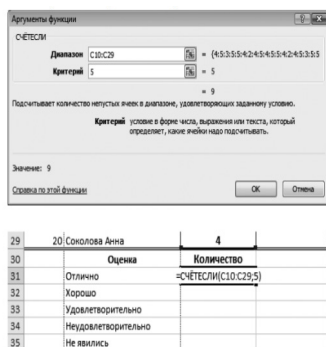 Аргументы функции
СЧЁТЕСЛИ
Диапазон C10:C29 = {4:5:3:5:5:4:2:4:5:4:5:5:4:2:4:5:3:5:5
Критерий 5 = 5
= 9
Подсчитывает количество непустых ячеек в диапазоне, удовлетворяющих заданному условию.
Критерий условие в форме числа, выражения или текста, который
определяет, какие ячейки надо подсчитывать.
Значение: 9
Справка по этой функции ОК Отмена
29 20 Соколова Анна 4
30 Оценка Количество
31 Отлично =СЧЁТЕСЛИ(C10:C29;5)
32 Хорошо
33 Удовлетворительно
34 Неудовлетворительно
35 Не явились